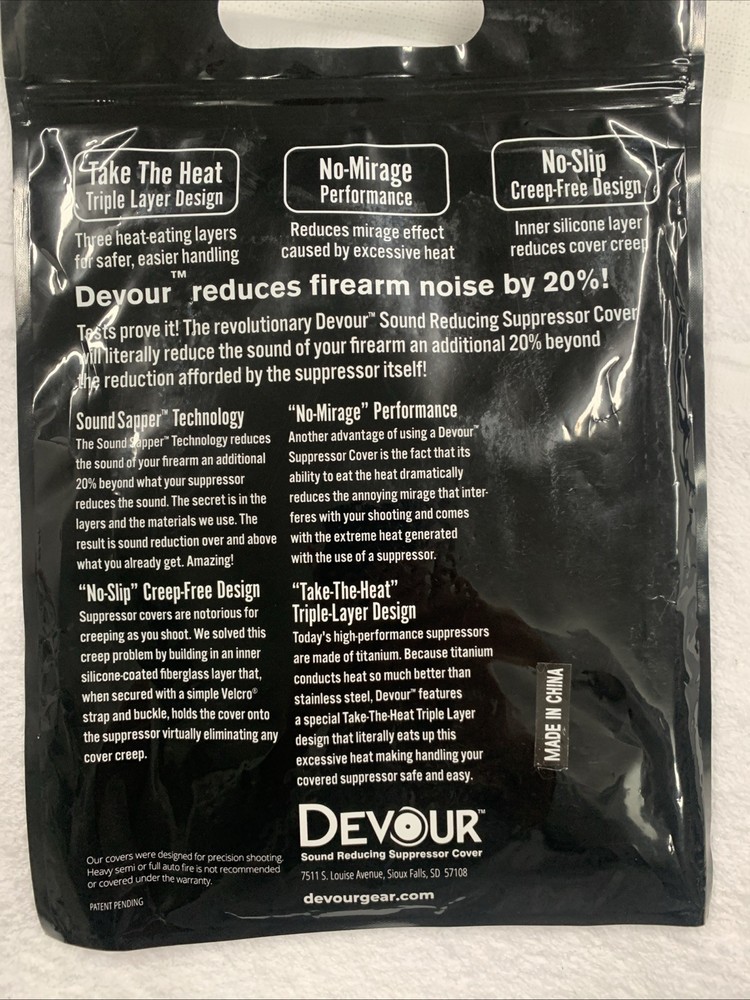 Take The Heat
Triple Layer Design
Three heat-eating layers
for safer, easier handling
No-Mirage
Performance
Reduces mirage effect
caused by excessive heat
No-Slip
Creep-Free Design
Inner silicone layer
reduces cover creep
Devour™ reduces firearm noise by 20%!
Tests prove it! The revolutionary Devour™ Sound Reducing Suppressor Cover
will literally reduce the sound of your firearm an additional 20% beyond
the reduction afforded by the suppressor itself!
Sound Sapper™ Technology
The Sound Sapper™ Technology reduces
the sound of your firearm an additional
20% beyond what your suppressor
reduces the sound. The secret is in the
layers and the materials we use. The
result is sound reduction over and above
what you already get. Amazing!
"No-Slip" Creep-Free Design
Suppressor covers are notorious for
creeping as you shoot. We solved this
creep problem by building in an inner
silicone-coated fiberglass layer that,
when secured with a simple Velcro®
strap and buckle, holds the cover onto
the suppressor virtually eliminating any
cover creep.
"No-Mirage" Performance
Another advantage of using a Devour™
Suppressor Cover is the fact that its
ability to eat the heat dramatically
reduces the annoying mirage that inter-
feres with your shooting and comes
with the extreme heat generated
with the use of a suppressor.
"Take-The-Heat"
Triple-Layer Design
Today's high-performance suppressors
are made of titanium. Because titanium
conducts heat so much better than
stainless steel, Devour™ features
a special Take-The-Heat Triple Layer
design that literally eats up this
excessive heat making handling your
covered suppressor safe and easy.
MADE IN CHINA
Our covers were designed for precision shooting.
Heavy semi or full auto fire is not recommended
or covered under the warranty.
PATENT PENDING
DEVOUR™
Sound Reducing Suppressor Cover
7511 S. Louise Avenue, Sioux Falls, SD 57108
devourgear.com